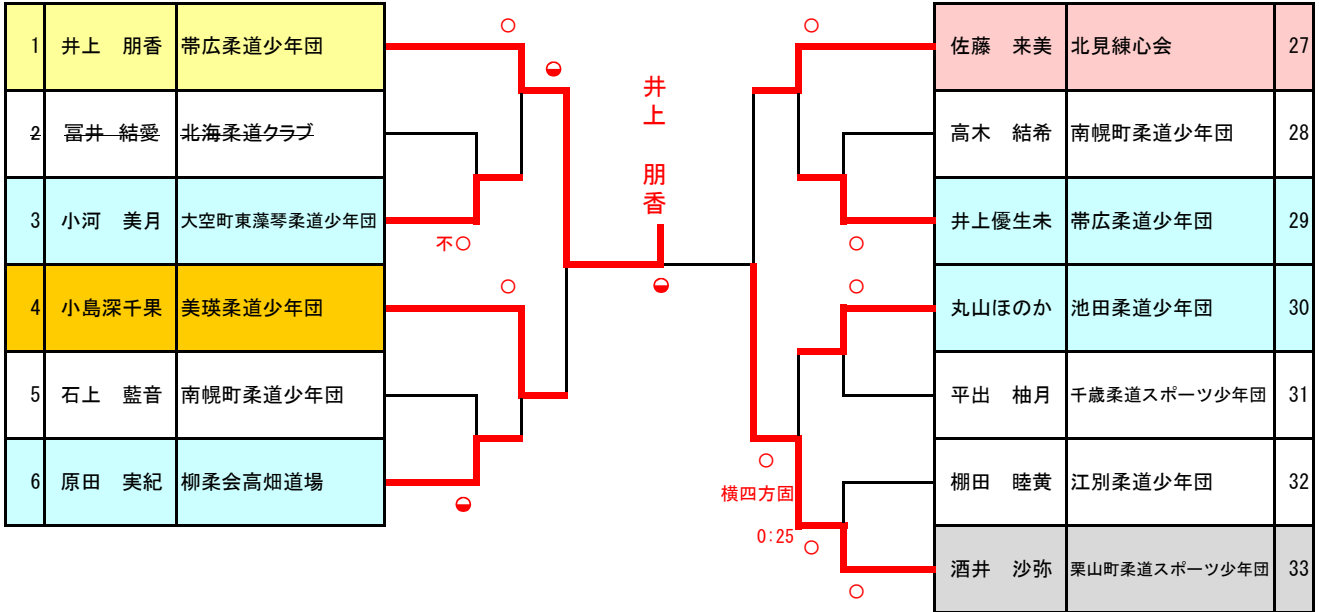 1 井上 朋香 帯広柔道少年団
2 冨井 結愛 北海柔道クラブ
3 小河 美月 大空町東藻琴柔道少年団
不○
4 小島深千果 美瑛柔道少年団
5 石上 藍音 南幌町柔道少年団
6 原田 実紀 柳柔会高畑道場
井上 朋香
佐藤 来美 北見練心会 27
高木 結希 南幌町柔道少年団 28
井上優生未 帯広柔道少年団 29
丸山ほのか 池田柔道少年団 30
平出 柚月 千歳柔道スポーツ少年団 31
棚田 睦黄 江別柔道少年団 32
横四方固
0:25
酒井 沙弥 栗山町柔道スポーツ少年団 33